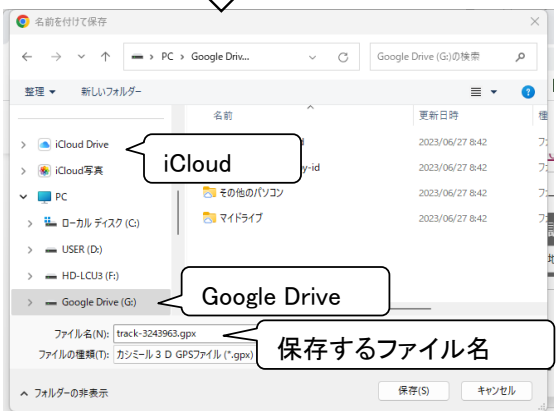 名前を付けて保存
PC > Google Driv...
Google Drive (G:)の検索
整理 新しいフォルダー
名前 更新日時 種
iCloud Drive 2023/06/27 8:42
iCloud
iCloud写真 y-id 2023/06/27 8:42
PC その他のパソコン 2023/06/27 8:42
ローカル ディスク (C:) マイドライブ 2023/06/27 8:42
USER (D:)
HD-LCU3 (F:)
Google Drive (G:)
Google Drive
ファイル名(N): track-3243963.gpx
保存するファイル名
ファイルの種類(T): カシミール 3 D GPSファイル (*.gpx)
フォルダーの非表示 保存(S) キャンセル